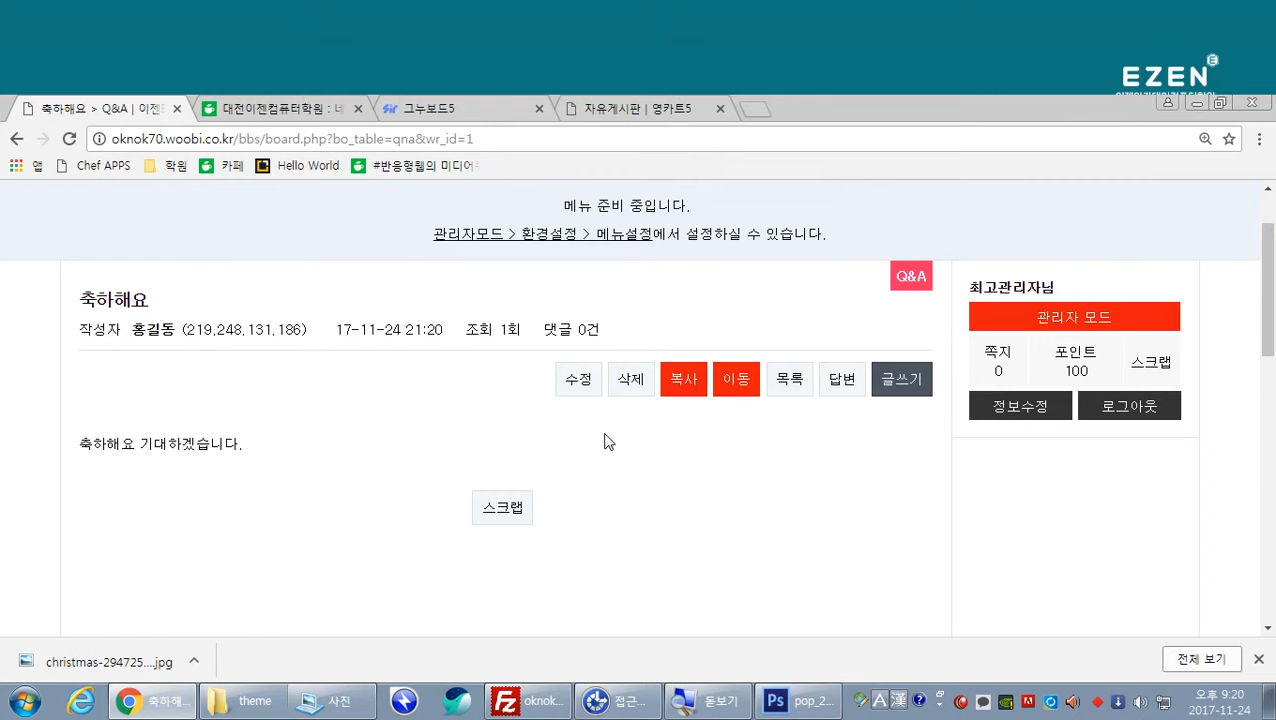 EZEN
축하해요 > Q&A | 이젠
대전이젠컴퓨터학원 : 네
그누보드5
자유게시판 | 영카트5
oknok70.woobi.co.kr/bbs/board.php?bo_table=qna&wr_id=1
앱 Chef APPS 학원 카페 Hello World #반응형웹의 미디어쿼
메뉴 준비 중입니다.
관리자모드 > 환경설정 > 메뉴설정에서 설정하실 수 있습니다.
Q&A
축하해요
작성자 홍길동 (219.248.131.186) 17-11-24 21:20 조회 1회 댓글 0건
수정 삭제 복사 이동 목록 답변 글쓰기
축하해요 기대하겠습니다.
스크랩
최고관리자님
관리자 모드
쪽지 포인트 스크랩
0 100
정보수정 로그아웃
christmas-294725....jpg
전체 보기
축하해...
theme
사진
oknok...
접근...
돋보기
pop_2...
A 漢
오후 9:20
2017-11-24